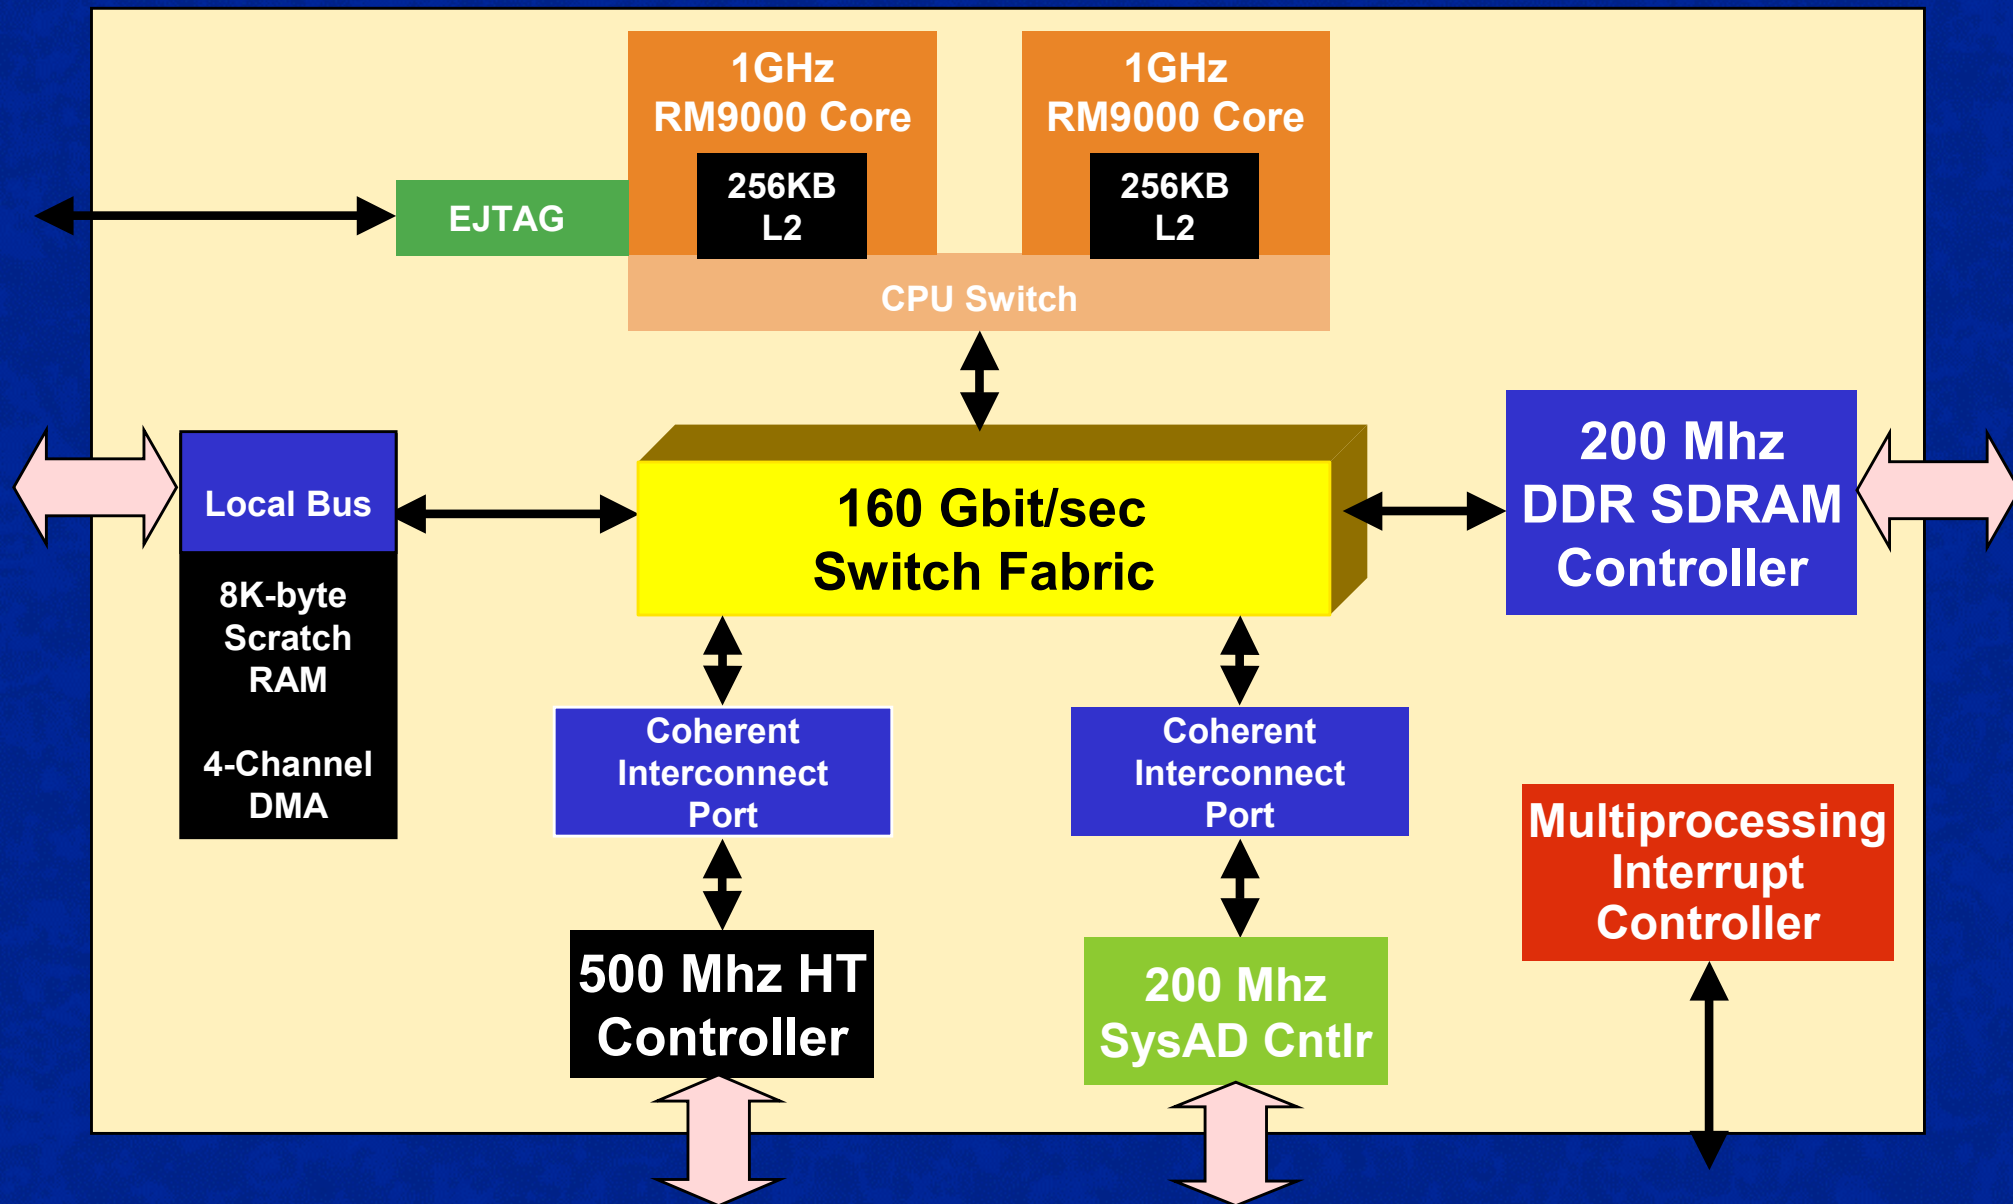 1GHz
RM9000 Core
256KB
L2
1GHz
RM9000 Core
256KB
L2
EJTAG
CPU Switch
Local Bus
8K-byte
Scratch
RAM
4-Channel
DMA
160 Gbit/sec
Switch Fabric
200 Mhz
DDR SDRAM
Controller
Coherent
Interconnect
Port
Coherent
Interconnect
Port
Multiprocessing
Interrupt
Controller
500 Mhz HT
Controller
200 Mhz
SysAD Cntlr